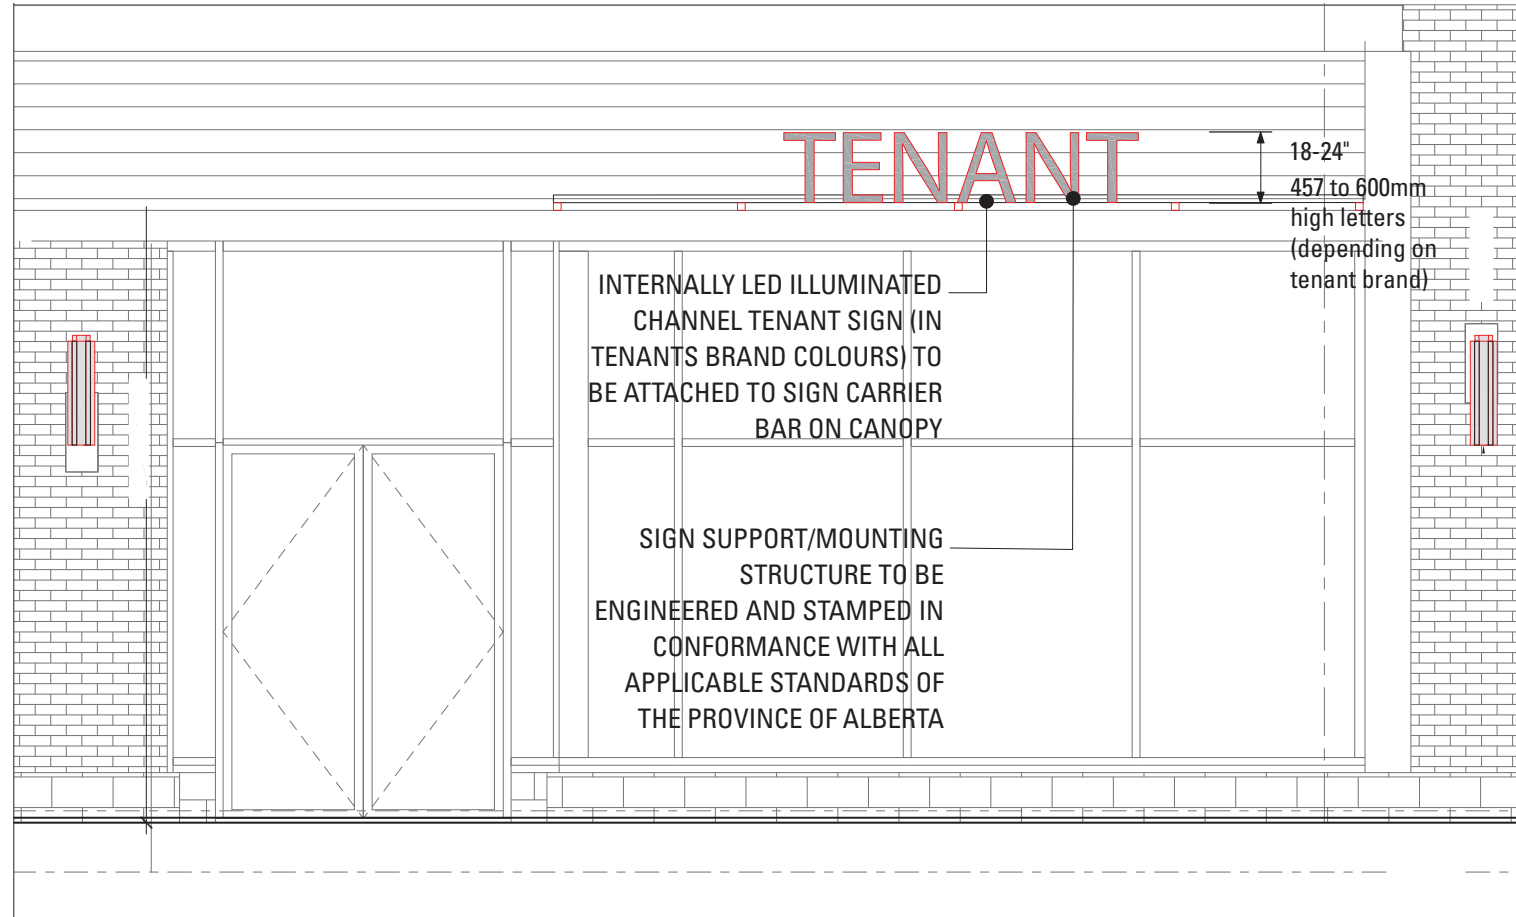 TENANT
18-24"
457 to 600mm
high letters
(depending on
tenant brand)
INTERNALLY LED ILLUMINATED
CHANNEL TENANT SIGN (IN
TENANTS BRAND COLOURS) TO
BE ATTACHED TO SIGN CARRIER
BAR ON CANOPY
SIGN SUPPORT/MOUNTING
STRUCTURE TO BE
ENGINEERED AND STAMPED IN
CONFORMANCE WITH ALL
APPLICABLE STANDARDS OF
THE PROVINCE OF ALBERTA